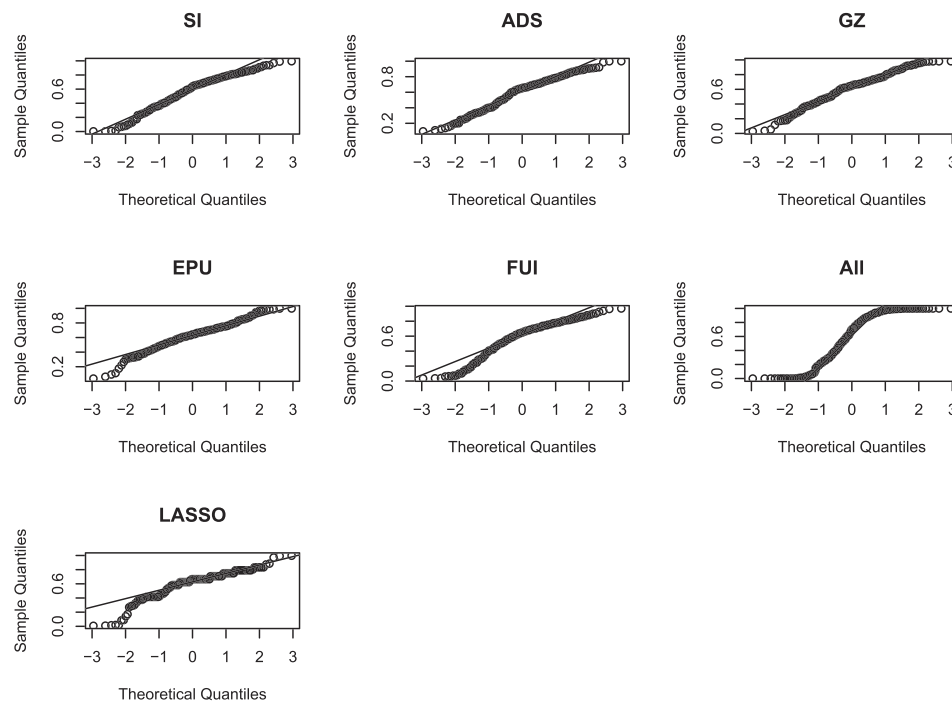 SI
Sample Quantiles
0.0 0.6
−3 −2 −1 0 1 2 3
Theoretical Quantiles
ADS
Sample Quantiles
0.2 0.8
−3 −2 −1 0 1 2 3
Theoretical Quantiles
GZ
Sample Quantiles
0.0 0.6
−3 −2 −1 0 1 2 3
Theoretical Quantiles
EPU
Sample Quantiles
0.2 0.8
−3 −2 −1 0 1 2 3
Theoretical Quantiles
FUI
Sample Quantiles
0.0 0.6
−3 −2 −1 0 1 2 3
Theoretical Quantiles
All
Sample Quantiles
0.0 0.6
−3 −2 −1 0 1 2 3
Theoretical Quantiles
LASSO
Sample Quantiles
0.0 0.6
−3 −2 −1 0 1 2 3
Theoretical Quantiles